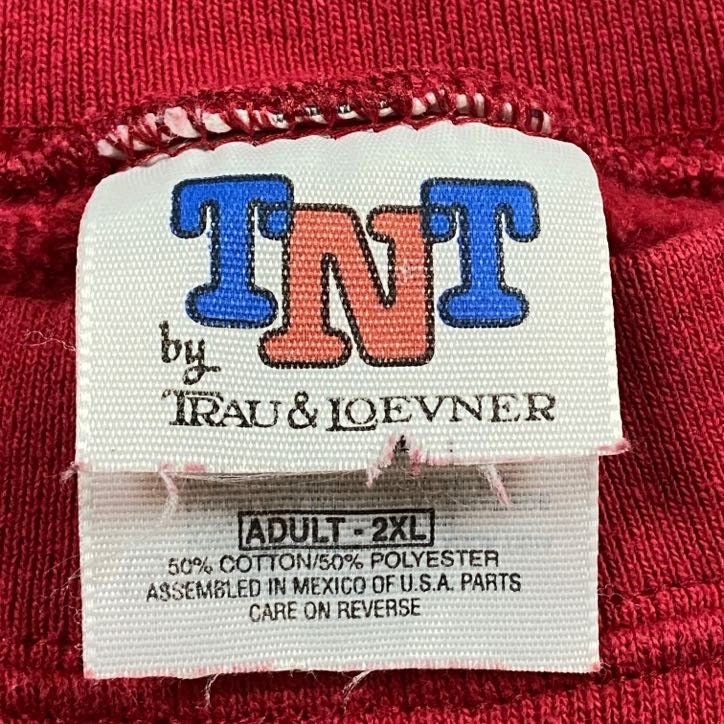 TNT
by
TRAU & LOEVNER
ADULT - 2XL
50% COTTON/50% POLYESTER
ASSEMBLED IN MEXICO OF U.S.A. PARTS
CARE ON REVERSE